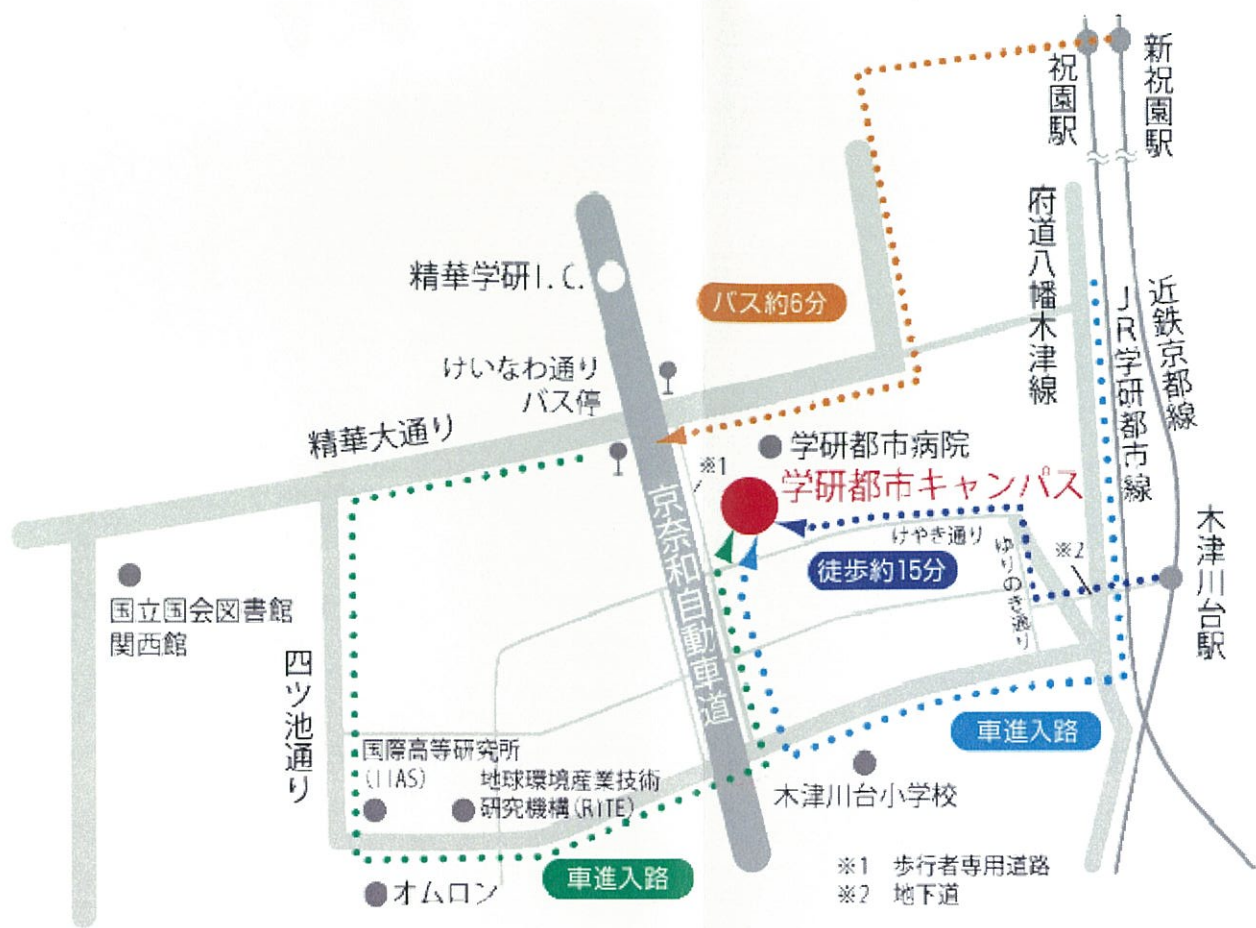 新祝園駅
祝園駅
府道八幡木津線
近鉄京都線
JR学研都市線
精華学研I.C.
バス約6分
けいなわ通り
バス停
精華大通り
学研都市病院
※1
学研都市キャンパス
京奈和自動車道
けやき通り
※2
徒歩約15分
ゆりのき通り
木津川台駅
国立国会図書館
関西館
四ツ池通り
車進入路
国際高等研究所
(IIAS)
地球環境産業技術
研究機構(RITE)
木津川台小学校
車進入路
オムロン
※1 歩行者専用道路
※2 地下道